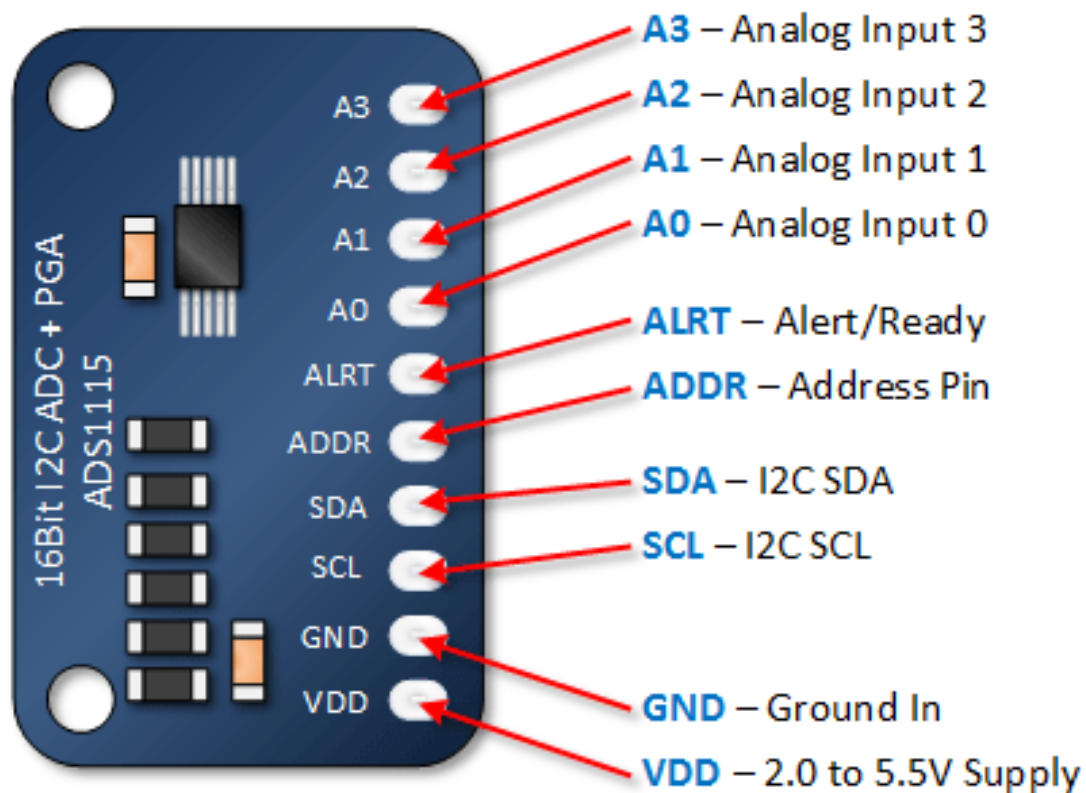 A3 – Analog Input 3
A2 – Analog Input 2
A1 – Analog Input 1
A0 – Analog Input 0
ALRT – Alert/Ready
ADDR – Address Pin
SDA – I2C SDA
SCL – I2C SCL
GND – Ground In
VDD – 2.0 to 5.5V Supply
A3
A2
A1
A0
ALRT
ADDR
SDA
SCL
GND
VDD
16Bit I2C ADC + PGA
ADS1115